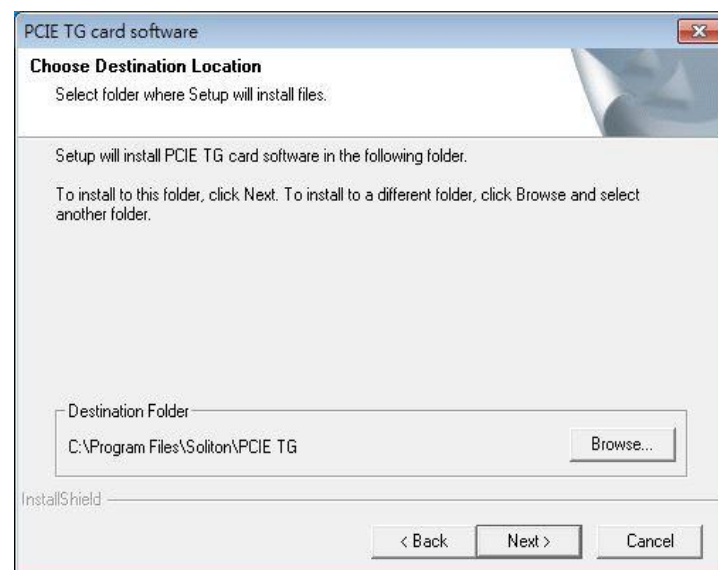 PCIE TG card software
Choose Destination Location
Select folder where Setup will install files.
Setup will install PCIE TG card software in the following folder.
To install to this folder, click Next. To install to a different folder, click Browse and select
another folder.
Destination Folder
C:\Program Files\Soliton\PCIE TG
Browse...
InstallShield
< Back
Next >
Cancel